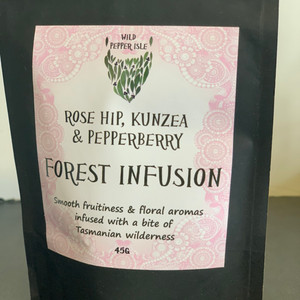 WILD
PEPPER ISLE
ROSE HIP, KUNZEA
& PEPPERBERRY
FOREST INFUSION
Smooth fruitiness & floral aromas
infused with a bite of
Tasmanian wilderness
45G